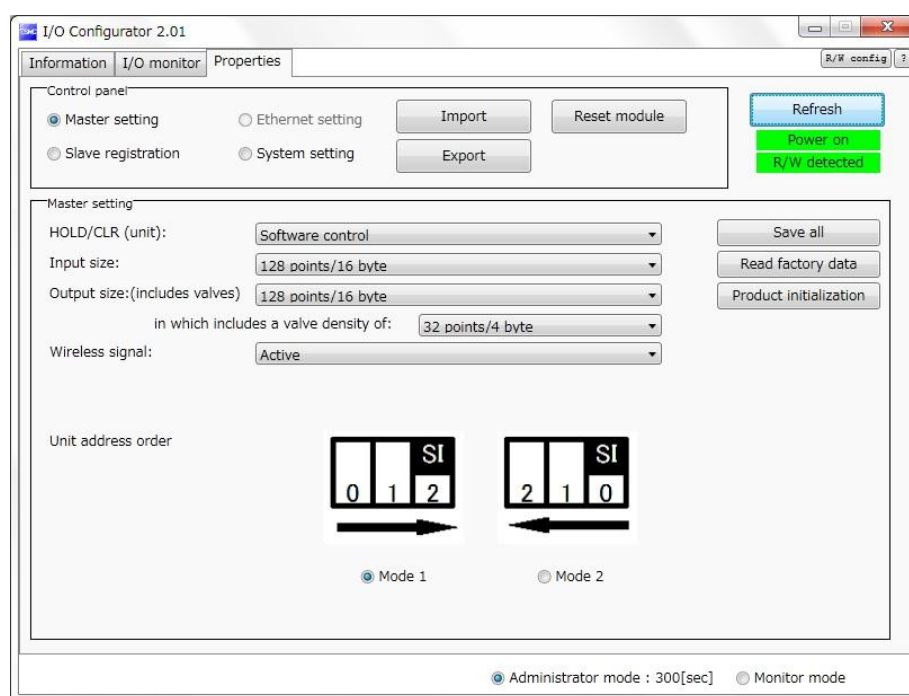 I/O Configurator 2.01
Information I/O monitor Properties R/W config ?
Control panel
Master setting Ethernet setting Import Reset module Refresh
Power on
Slave registration System setting Export R/W detected
Master setting
HOLD/CLR (unit): Software control Save all
Input size: 128 points/16 byte Read factory data
Output size:(includes valves) 128 points/16 byte Product initialization
in which includes a valve density of: 32 points/4 byte
Wireless signal: Active
Unit address order
SI SI
0 1 2 2 1 0
Mode 1 Mode 2
Administrator mode : 300[sec] Monitor mode